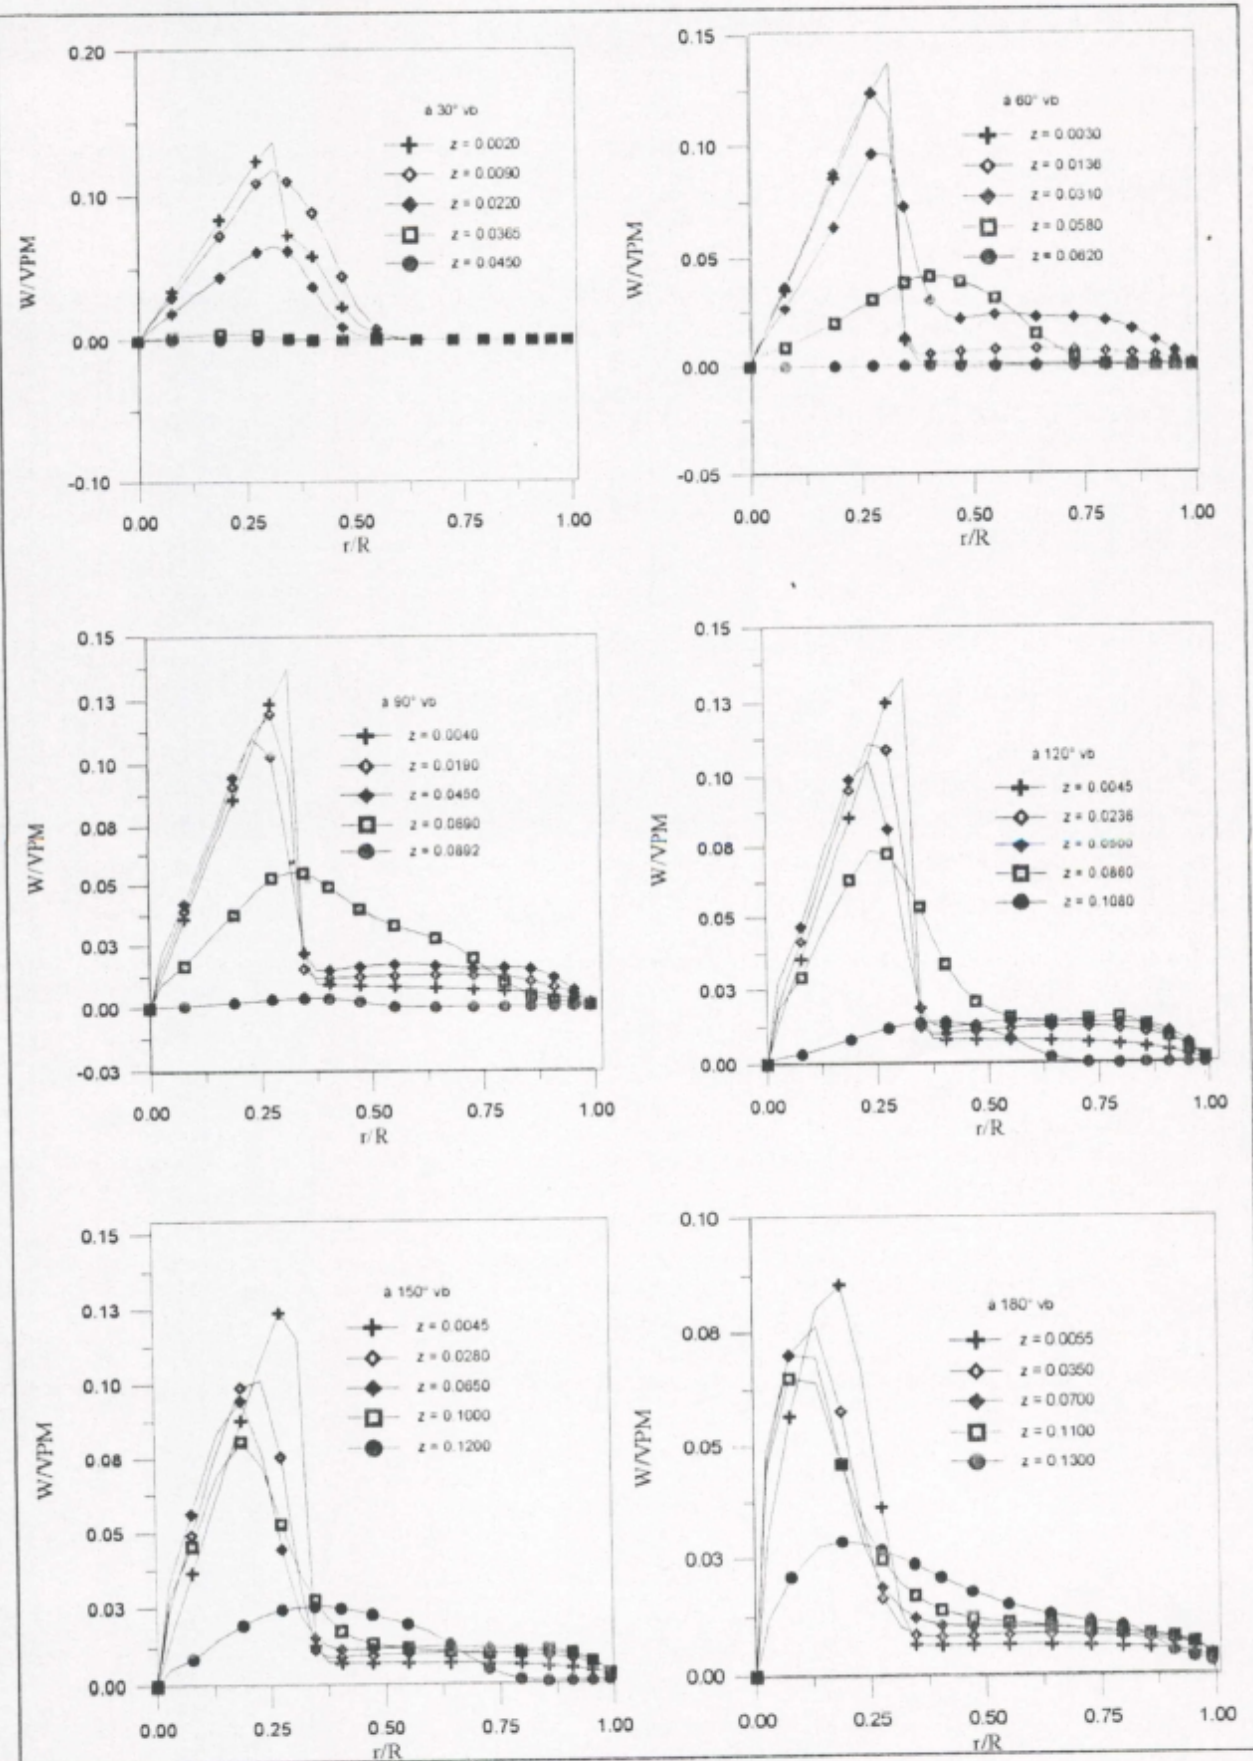 0.20
0.10
0.00
-0.10
W/VPM
à 30° vb
z = 0.0020
z = 0.0090
z = 0.0220
z = 0.0365
z = 0.0450
0.00 0.25 0.50 0.75 1.00
r/R
0.15
0.10
0.05
0.00
-0.05
W/VPM
à 60° vb
z = 0.0030
z = 0.0136
z = 0.0310
z = 0.0580
z = 0.0620
0.00 0.25 0.50 0.75 1.00
r/R
0.15
0.13
0.10
0.08
0.05
0.03
0.00
-0.03
W/VPM
à 90° vb
z = 0.0040
z = 0.0190
z = 0.0450
z = 0.0890
z = 0.0892
0.00 0.25 0.50 0.75 1.00
r/R
0.15
0.13
0.10
0.08
0.05
0.03
0.00
W/VPM
à 120° vb
z = 0.0045
z = 0.0236
z = 0.0500
z = 0.0860
z = 0.1080
0.00 0.25 0.50 0.75 1.00
r/R
0.15
0.13
0.10
0.08
0.05
0.03
0.00
W/VPM
à 150° vb
z = 0.0045
z = 0.0280
z = 0.0650
z = 0.1000
z = 0.1200
0.00 0.25 0.50 0.75 1.00
r/R
0.10
0.08
0.05
0.03
0.00
W/VPM
à 180° vb
z = 0.0055
z = 0.0350
z = 0.0700
z = 0.1100
z = 0.1300
0.00 0.25 0.50 0.75 1.00
r/R